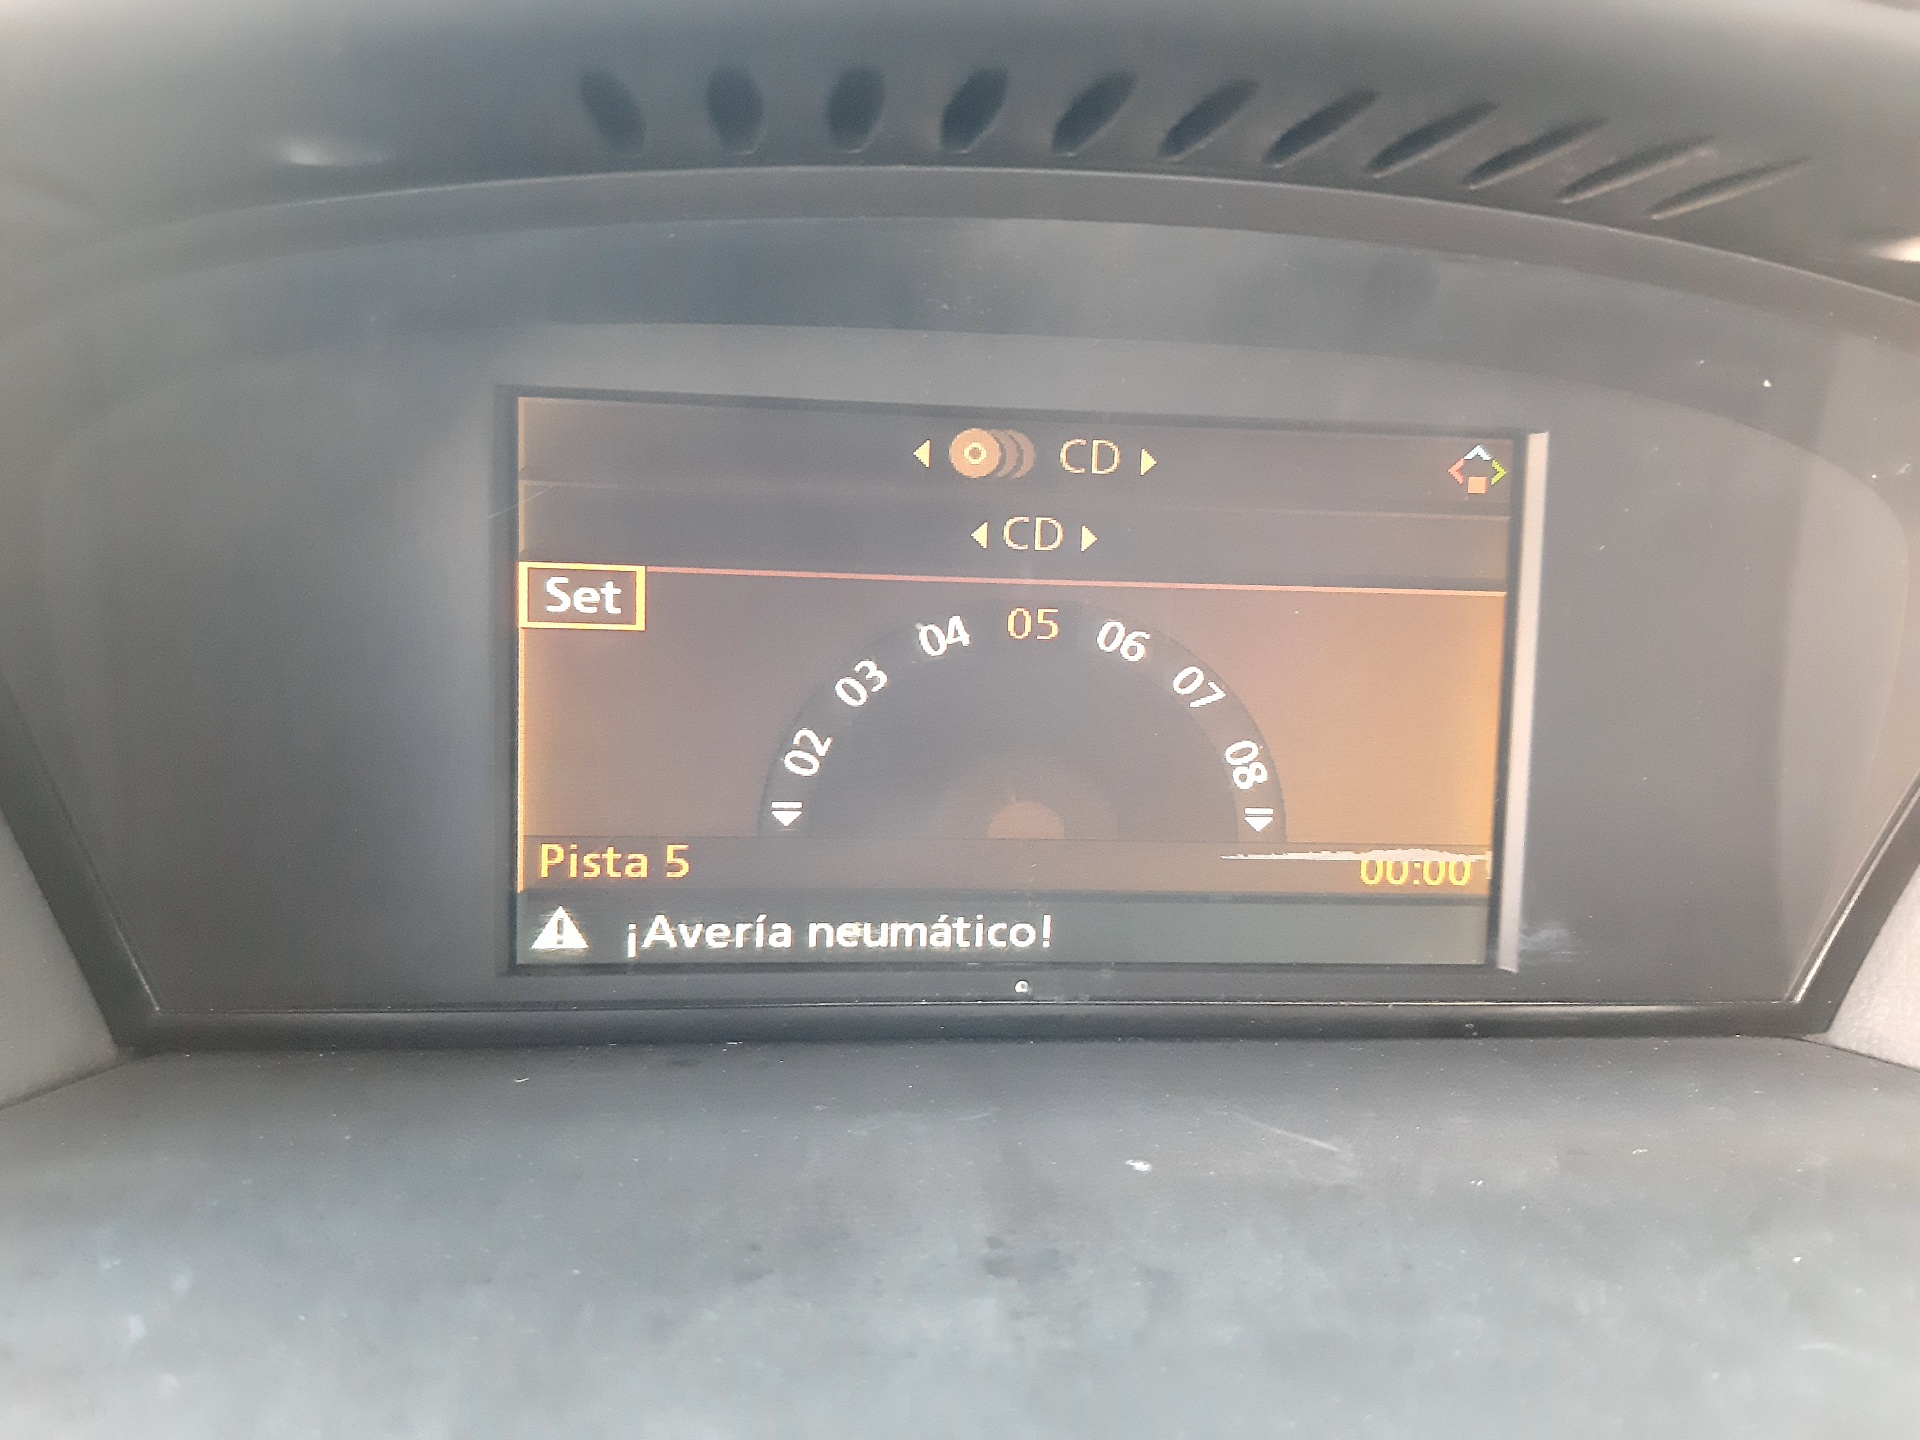 CD
CD
Set
02 03 04 05 06 07 08
Pista 5 00:00
¡Avería neumático!